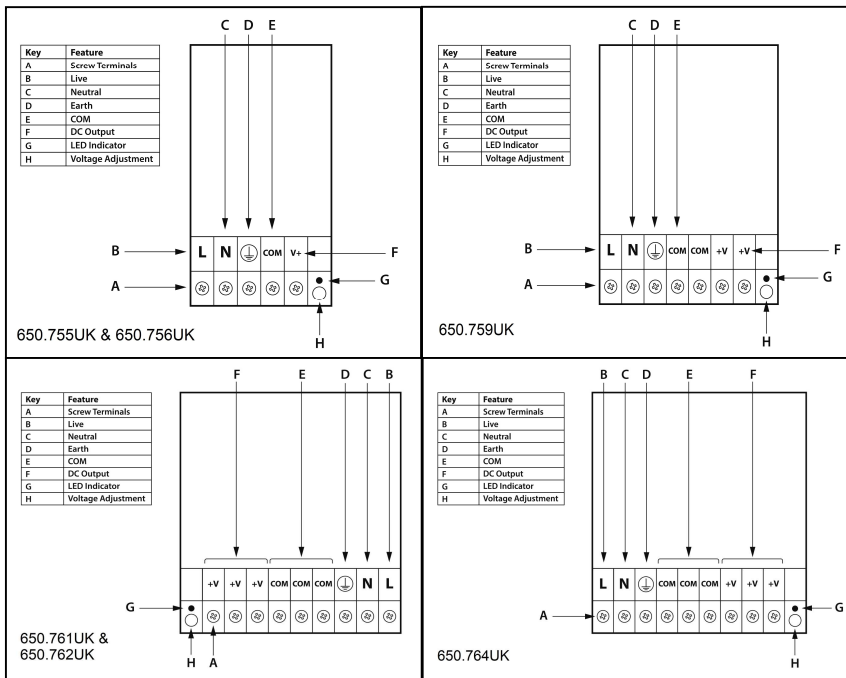 C D E
Key Feature
A Screw Terminals
B Live
C Neutral
D Earth
E COM
F DC Output
G LED Indicator
H Voltage Adjustment
B L N COM V+ F
A G
H
650.755UK & 650.756UK
C D E
Key Feature
A Screw Terminals
B Live
C Neutral
D Earth
E COM
F DC Output
G LED Indicator
H Voltage Adjustment
B L N COM COM +V +V F
A G
H
650.759UK
F E D C B
Key Feature
A Screw Terminals
B Live
C Neutral
D Earth
E COM
F DC Output
G LED Indicator
H Voltage Adjustment
+V +V +V COM COM COM N L
G
H A
650.761UK &
650.762UK
B C D E F
Key Feature
A Screw Terminals
B Live
C Neutral
D Earth
E COM
F DC Output
G LED Indicator
H Voltage Adjustment
L N COM COM COM +V +V +V
A G
H
650.764UK